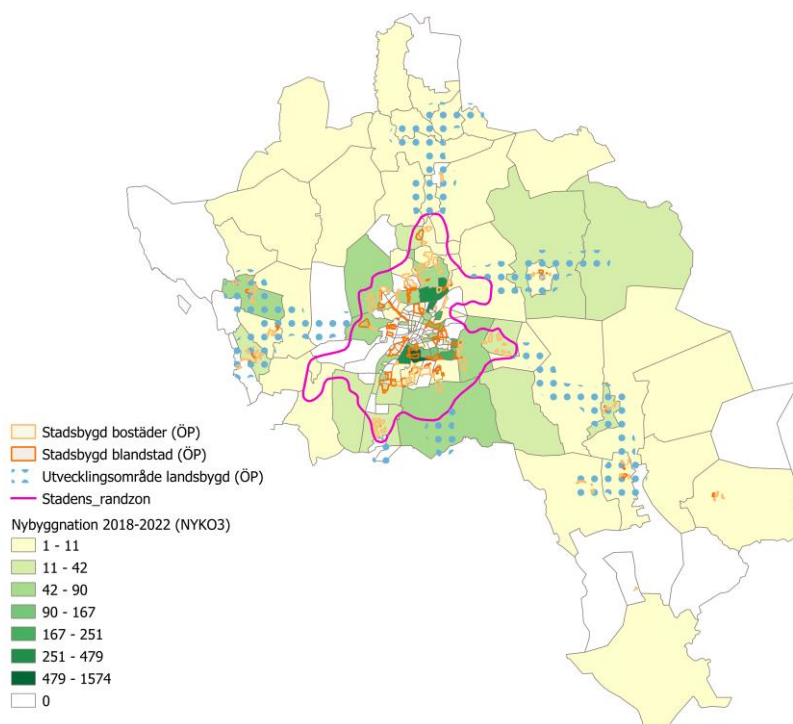 Stadsbygd bostäder (ÖP)
Stadsbygd blandstad (ÖP)
Utvecklingsområde landsbygd (ÖP)
Stadens_randzon
Nybyggnation 2018-2022 (NYKO3)
1 - 11
11 - 42
42 - 90
90 - 167
167 - 251
251 - 479
479 - 1574
0